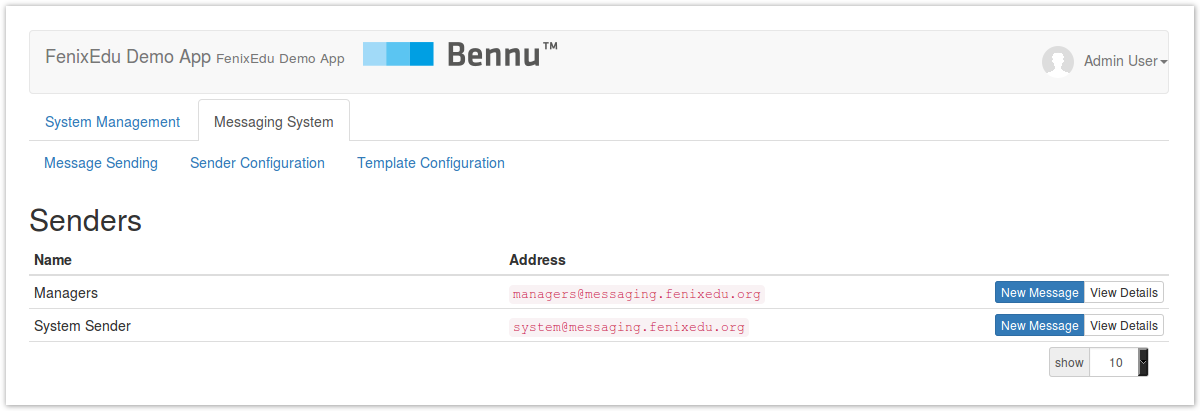 FenixEdu Demo App FenixEdu Demo App Bennu™ Admin User
System Management Messaging System
Message Sending Sender Configuration Template Configuration
Senders
Name Address
Managers managers@messaging.fenixedu.org New Message View Details
System Sender system@messaging.fenixedu.org New Message View Details
show 10